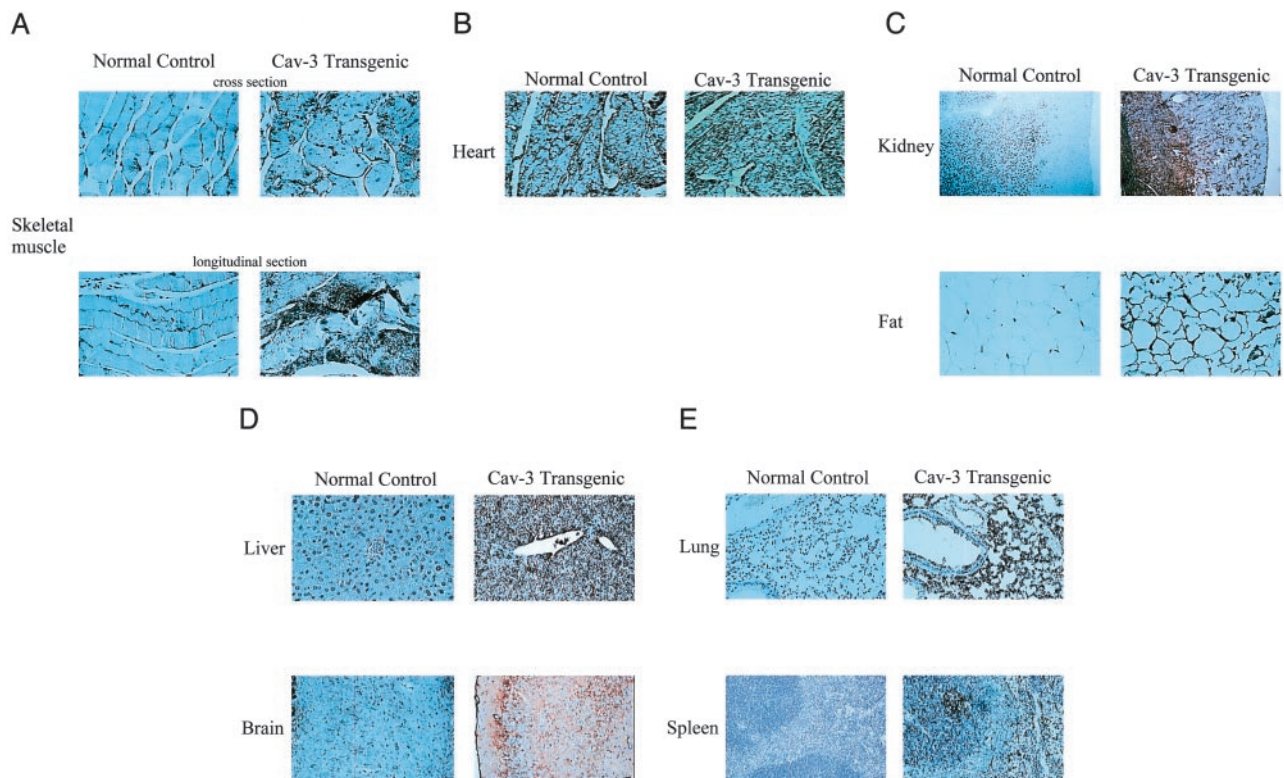 A
Normal Control
Cav-3 Transgenic
cross section
Skeletal
muscle
longitudinal section
B
Normal Control
Cav-3 Transgenic
Heart
C
Normal Control
Cav-3 Transgenic
Kidney
Fat
D
Normal Control
Cav-3 Transgenic
Liver
Brain
E
Normal Control
Cav-3 Transgenic
Lung
Spleen